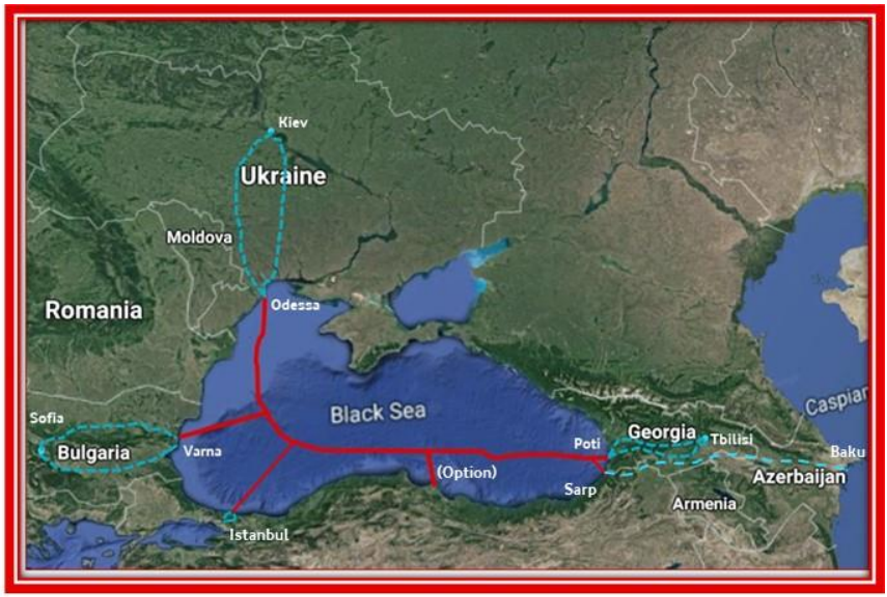 Kiev
Ukraine
Moldova
Odessa
Romania
Black Sea
Caspian
Sofia
Bulgaria
Varna
Poti
Georgia
Tbilisi
Baku
(Option)
Sarp
Azerbaijan
Armenia
Istanbul